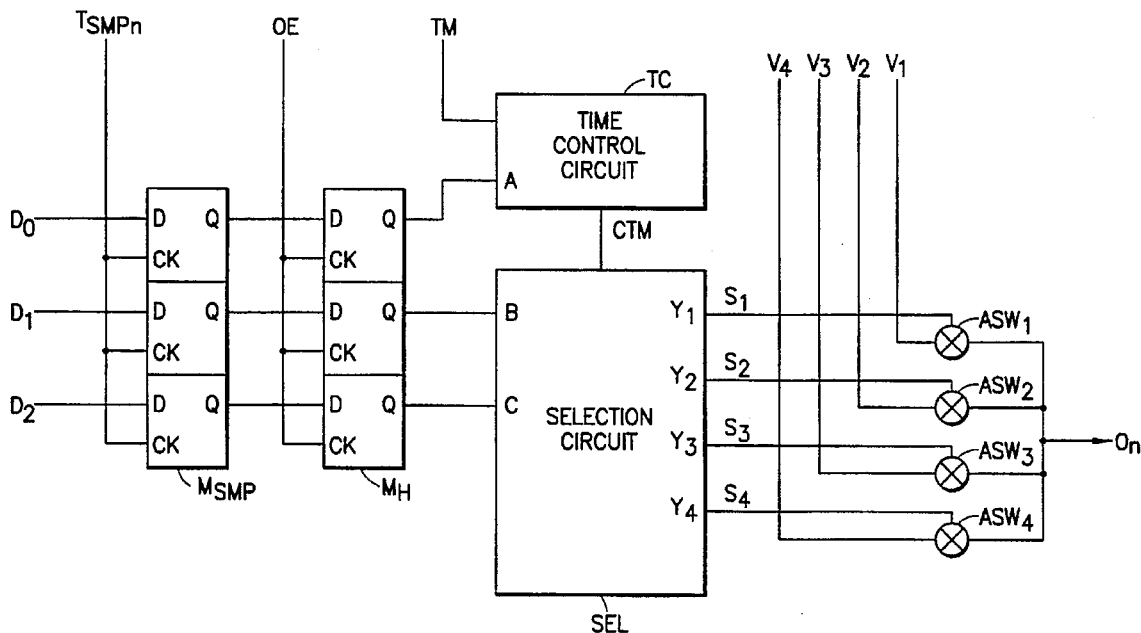 TSMPn OE TM
V4 V3 V2 V1
TC
TIME
CONTROL
CIRCUIT
A
D0 D Q D Q
CK CK
CTM
D1 D Q D Q B
CK CK
D2 D Q D Q C
CK CK
SELECTION
CIRCUIT
Y1 S1 ASW1
Y2 S2 ASW2
Y3 S3 ASW3
Y4 S4 ASW4
On
MSMP MH
SEL